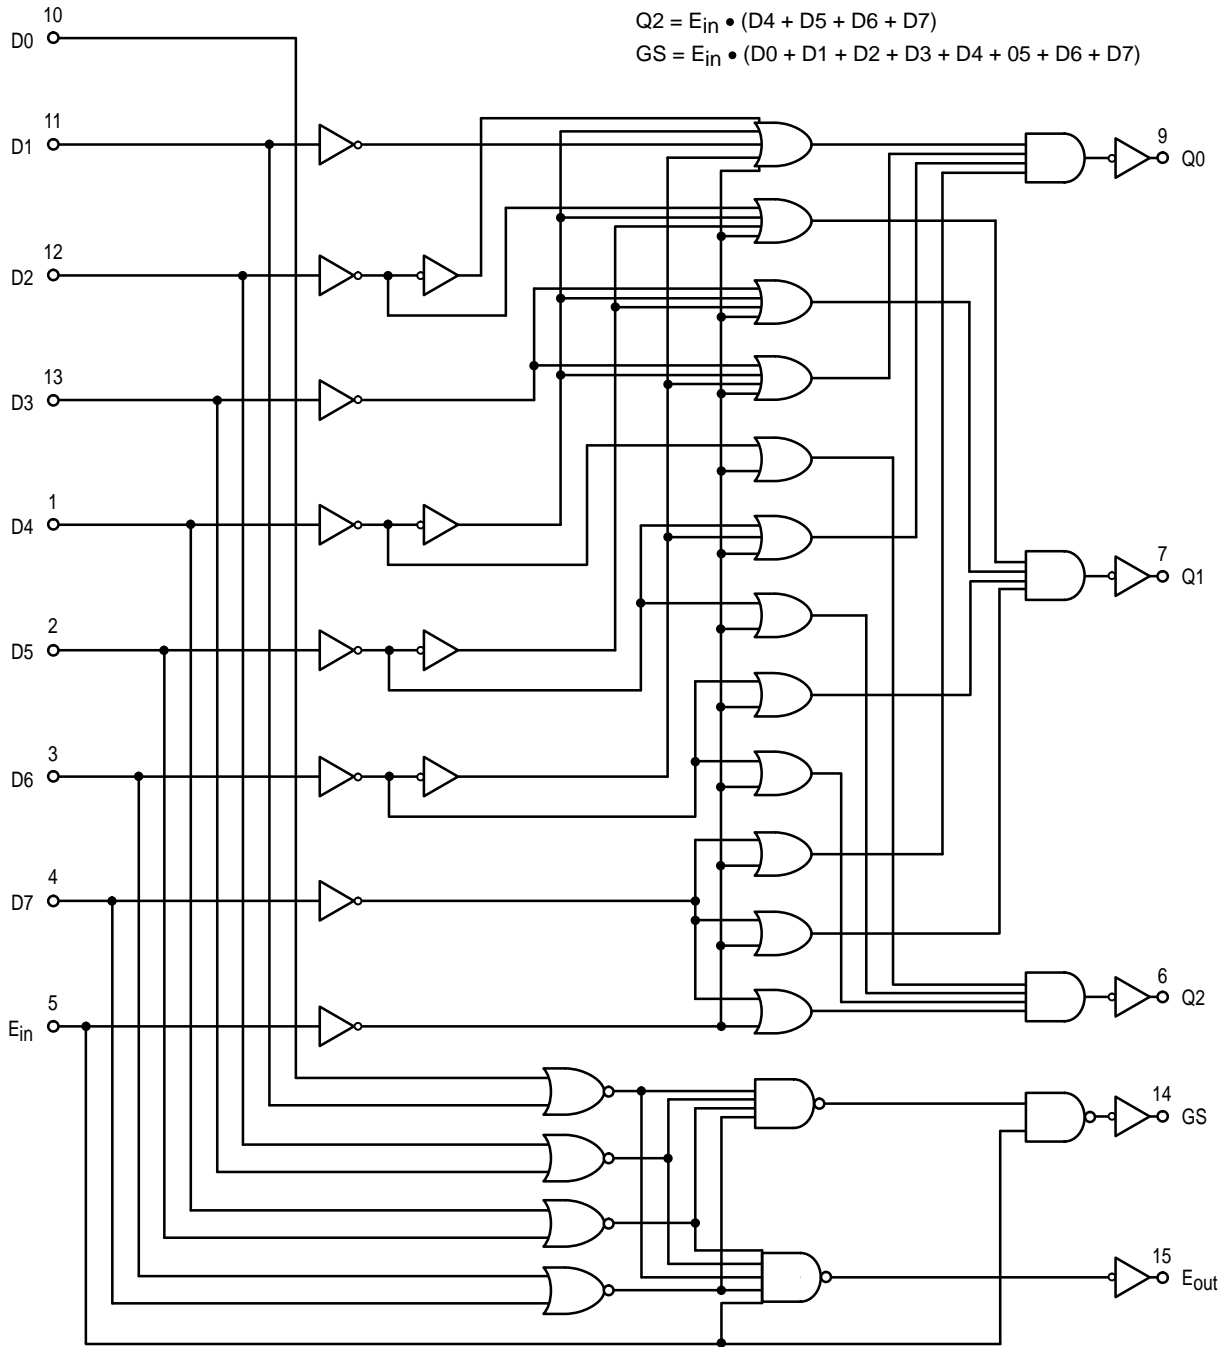 Q2 = Ein • (D4 + D5 + D6 + D7)
GS = Ein • (D0 + D1 + D2 + D3 + D4 + 05 + D6 + D7)
10
D0
11
D1
12
D2
13
D3
1
D4
2
D5
3
D6
4
D7
5
Ein
9
Q0
7
Q1
6
Q2
14
GS
15
Eout